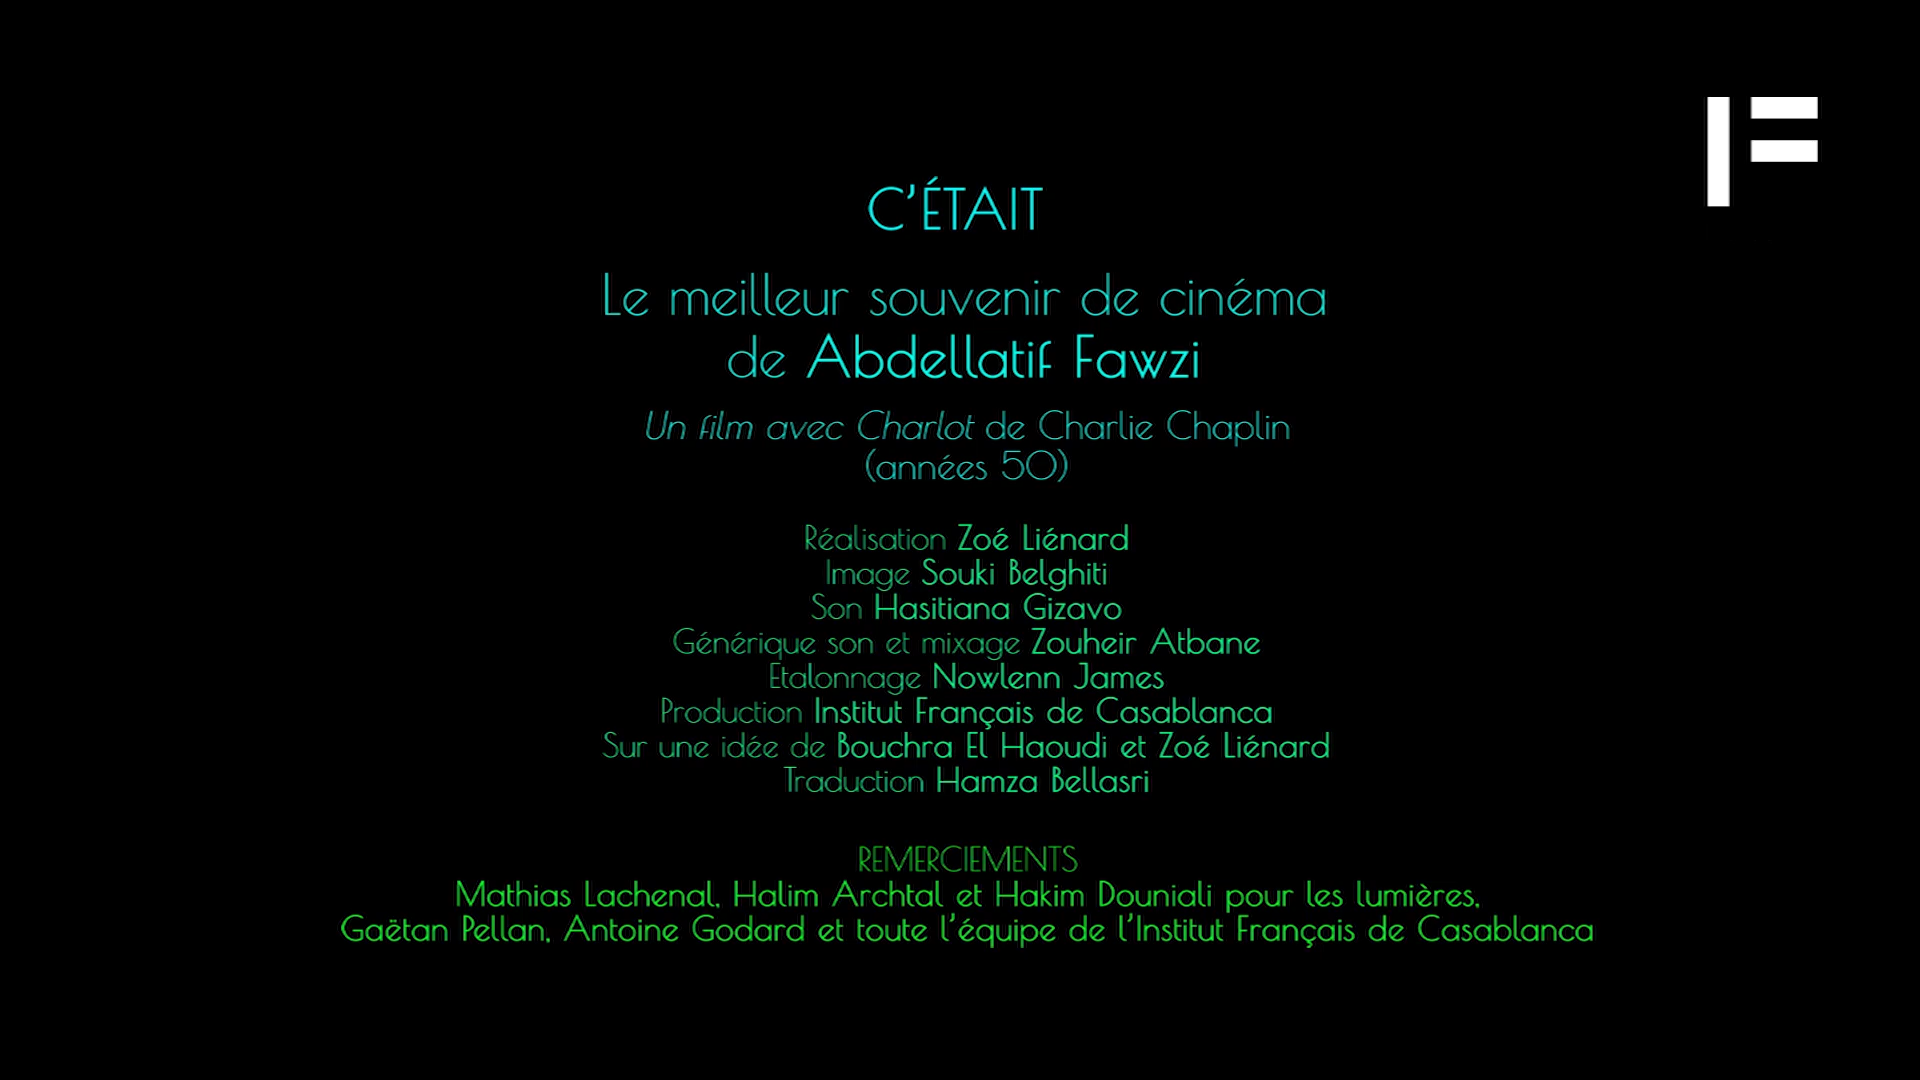 IF
C’ÉTAIT
Le meilleur souvenir de cinéma
de Abdellatif Fawzi
Un film avec Charlot de Charlie Chaplin
(années 50)
Réalisation Zoé Liénard
Image Souki Belghiti
Son Hasitiana Gizavo
Générique son et mixage Zouheir Atbane
Etalonnage Nowlenn James
Production Institut Français de Casablanca
Sur une idée de Bouchra El Haoudi et Zoé Liénard
Traduction Hamza Bellasri
REMERCIEMENTS
Mathias Lachenal, Halim Archtal et Hakim Douniali pour les lumières,
Gaëtan Pellan, Antoine Godard et toute l’équipe de l’Institut Français de Casablanca